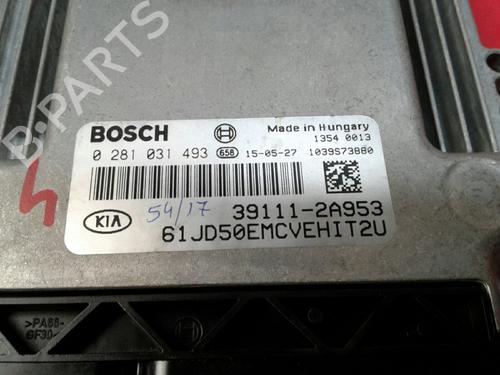 B-PARTS
BOSCH
Made in Hungary
1354 0013
0 281 031 493 656 15-05-27 1039S73880
KIA
54/17
39111-2A953
61JD50EMCVEHIT2U
4
>PA66-
GF30<